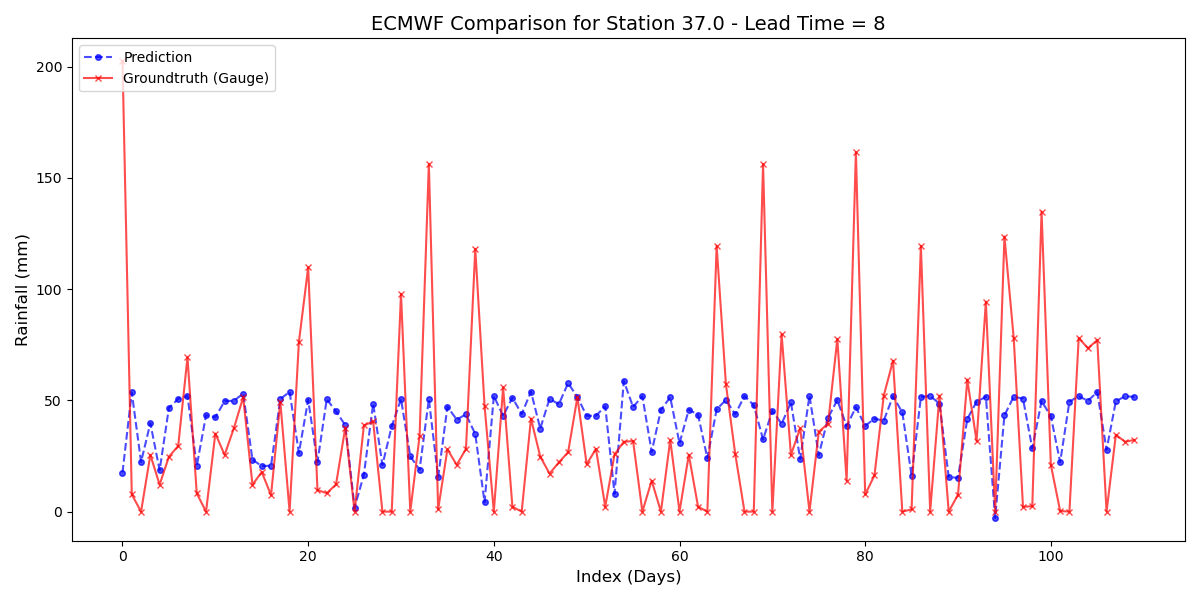 ECMWF Comparison for Station 37.0 - Lead Time = 8
Prediction
Groundtruth (Gauge)
Rainfall (mm)
200
150
100
50
0
0 20 40 60 80 100
Index (Days)